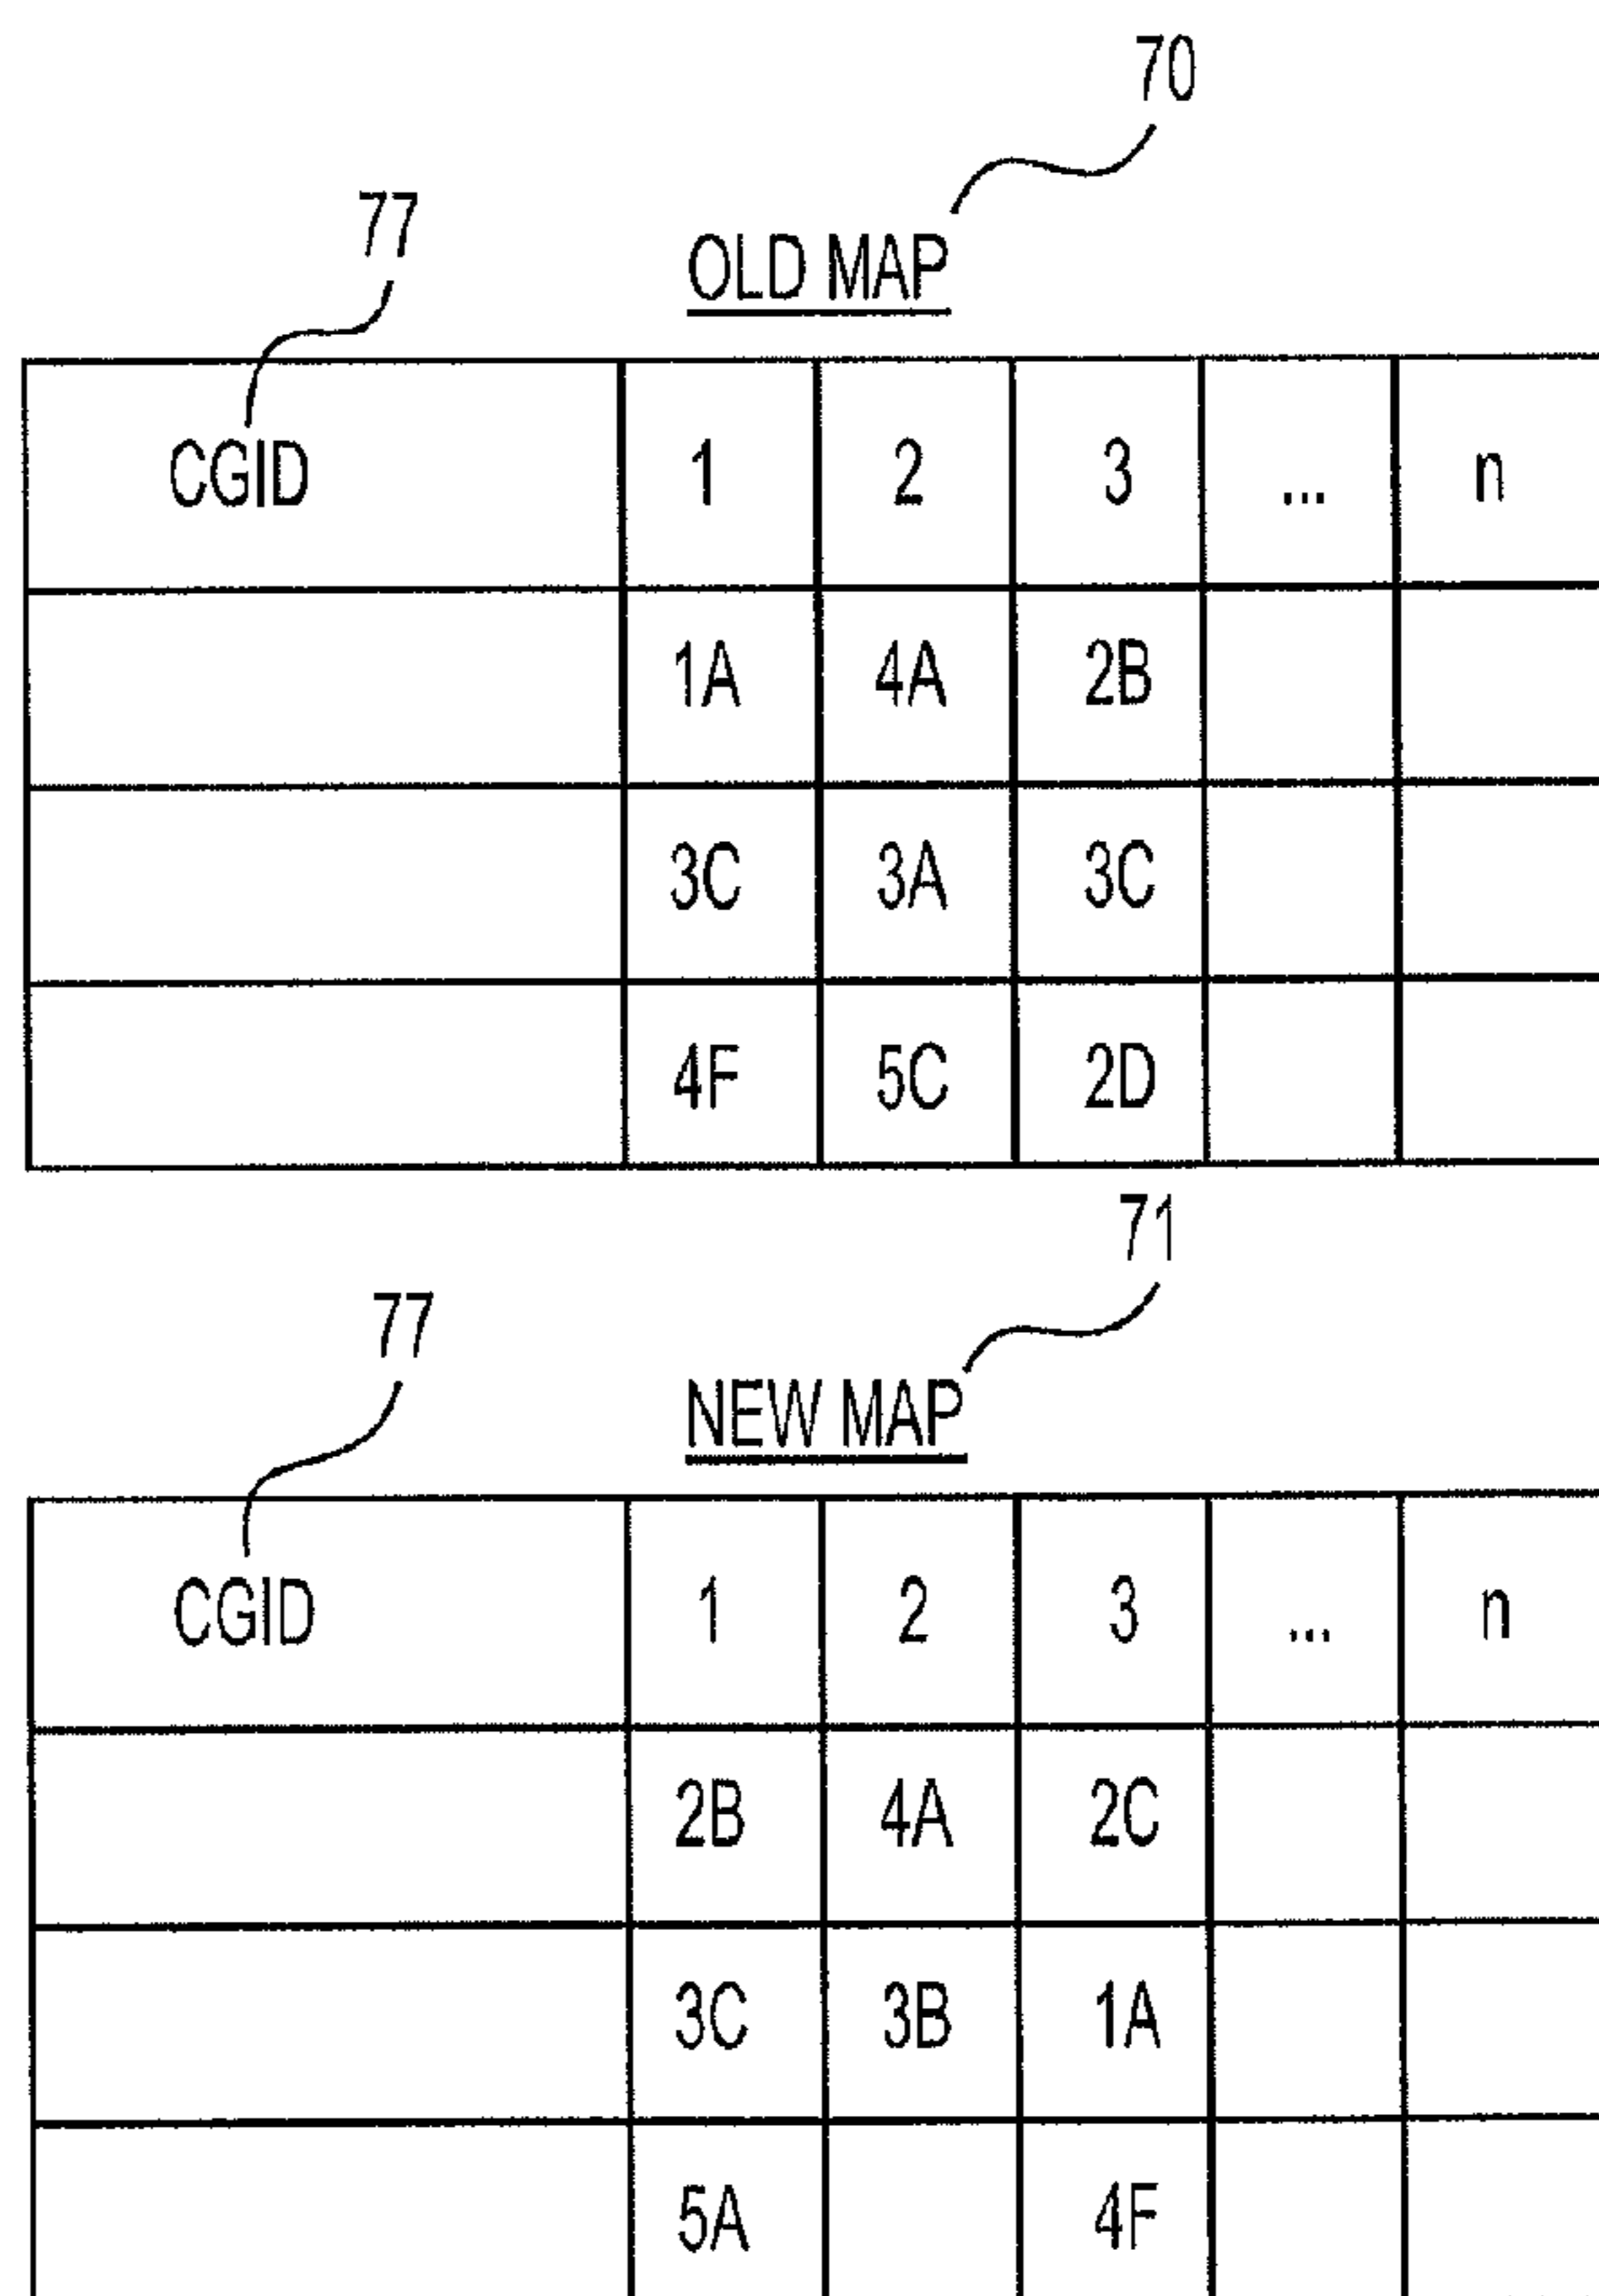 70
77
OLD MAP
CGID 1 2 3 ... n
1A 4A 2B
3C 3A 3C
4F 5C 2D
71
77
NEW MAP
CGID 1 2 3 ... n
2B 4A 2C
3C 3B 1A
5A 4F